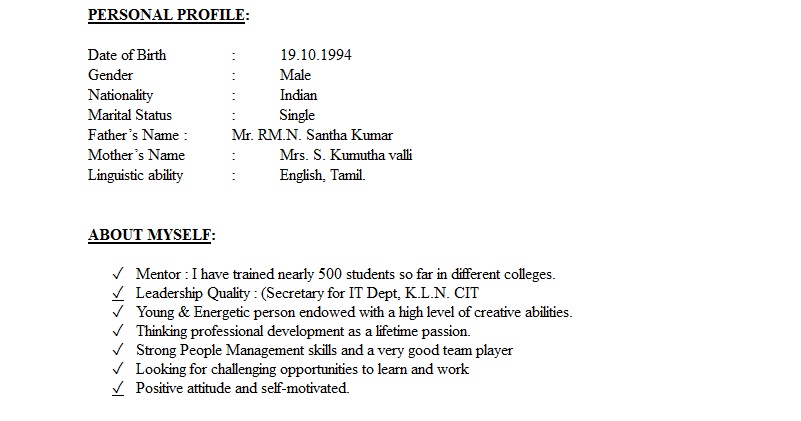 PERSONAL PROFILE:
Date of Birth : 19.10.1994
Gender : Male
Nationality : Indian
Marital Status : Single
Father’s Name : Mr. RM.N. Santha Kumar
Mother’s Name : Mrs. S. Kumutha valli
Linguistic ability : English, Tamil.
ABOUT MYSELF:
✓ Mentor : I have trained nearly 500 students so far in different colleges.
✓ Leadership Quality : (Secretary for IT Dept, K.L.N. CIT
✓ Young & Energetic person endowed with a high level of creative abilities.
✓ Thinking professional development as a lifetime passion.
✓ Strong People Management skills and a very good team player
✓ Looking for challenging opportunities to learn and work
✓ Positive attitude and self-motivated.